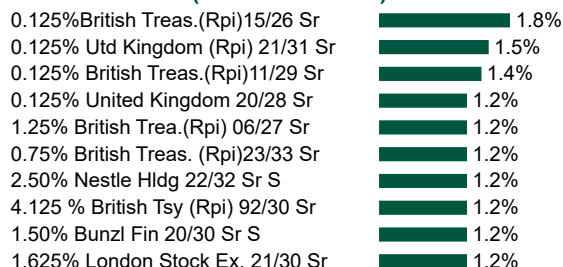 0.125%British Treas.(Rpi)15/26 Sr 1.8%
0.125% Utd Kingdom (Rpi) 21/31 Sr 1.5%
0.125% British Treas.(Rpi)11/29 Sr 1.4%
0.125% United Kingdom 20/28 Sr 1.2%
1.25% British Trea.(Rpi) 06/27 Sr 1.2%
0.75% British Treas. (Rpi)23/33 Sr 1.2%
2.50% Nestle Hldg 22/32 Sr S 1.2%
4.125 % British Tsy (Rpi) 92/30 Sr 1.2%
1.50% Bunzl Fin 20/30 Sr S 1.2%
1.625% London Stock Ex. 21/30 Sr 1.2%